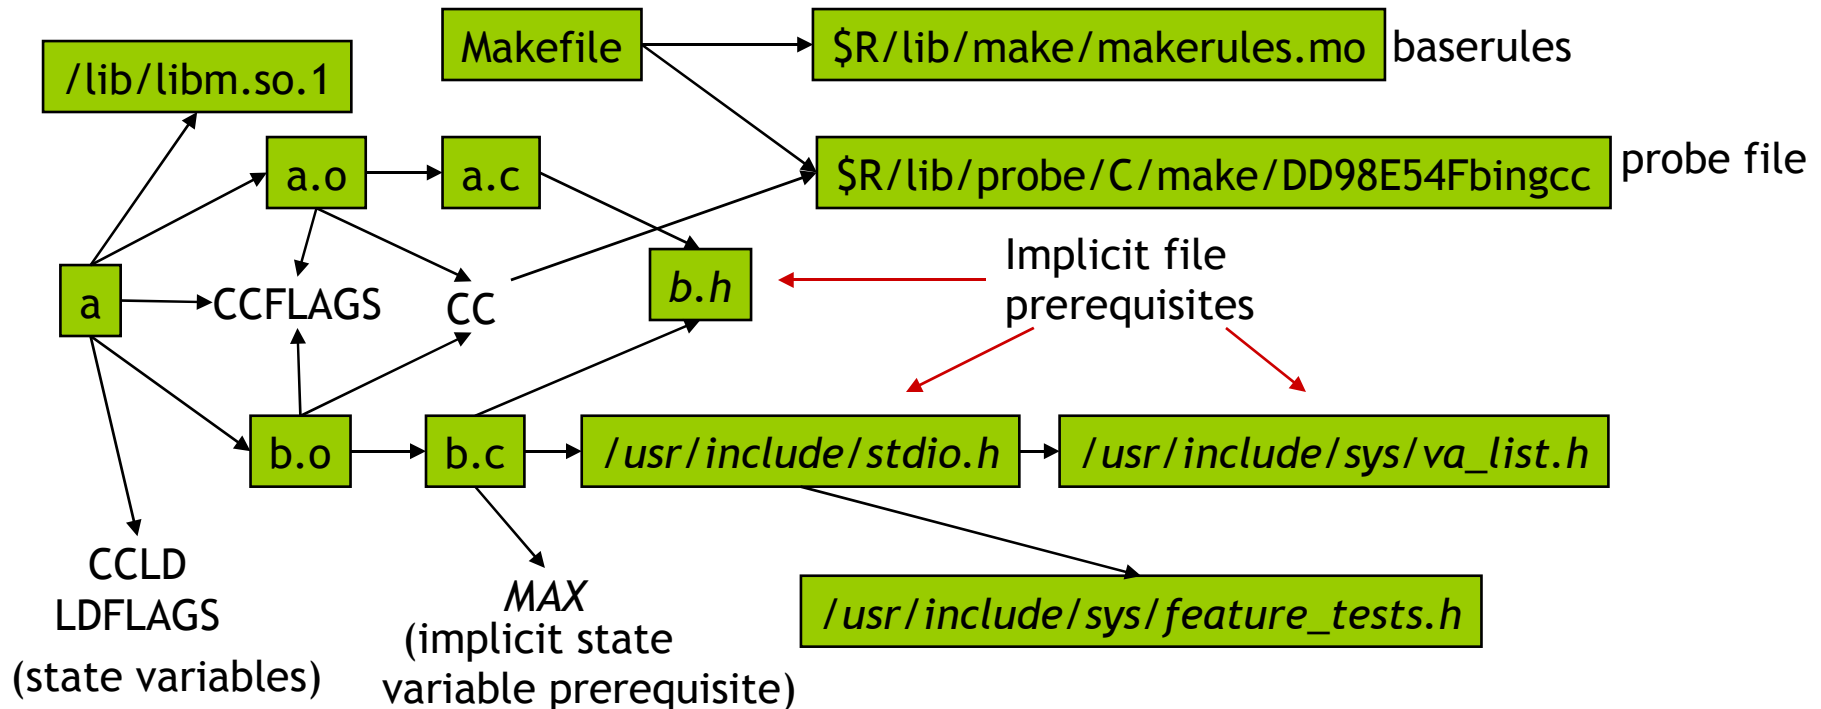 Makefile
$R/lib/make/makerules.mo
baserules
/lib/libm.so.1
a.o
a.c
$R/lib/probe/C/make/DD98E54Fbingcc
probe file
a
CCFLAGS
CC
b.h
Implicit file
prerequisites
b.o
b.c
/usr/include/stdio.h
/usr/include/sys/va_list.h
CCLD
LDFLAGS
(state variables)
MAX
(implicit state
variable prerequisite)
/usr/include/sys/feature_tests.h